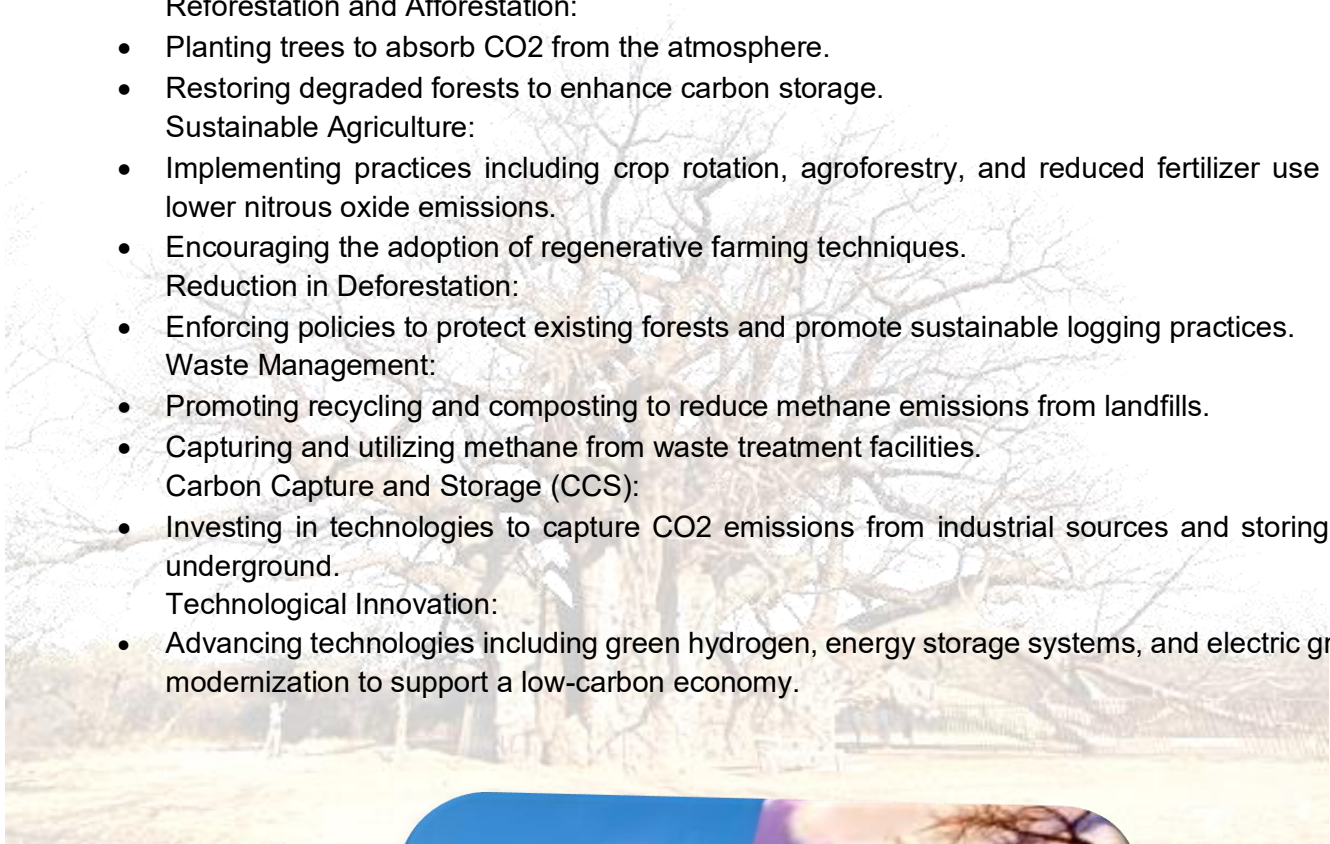 Reforestation and Afforestation:
• Planting trees to absorb CO2 from the atmosphere.
• Restoring degraded forests to enhance carbon storage.
Sustainable Agriculture:
• Implementing practices including crop rotation, agroforestry, and reduced fertilizer use
lower nitrous oxide emissions.
• Encouraging the adoption of regenerative farming techniques.
Reduction in Deforestation:
• Enforcing policies to protect existing forests and promote sustainable logging practices.
Waste Management:
• Promoting recycling and composting to reduce methane emissions from landfills.
• Capturing and utilizing methane from waste treatment facilities.
Carbon Capture and Storage (CCS):
• Investing in technologies to capture CO2 emissions from industrial sources and storing
underground.
Technological Innovation:
• Advancing technologies including green hydrogen, energy storage systems, and electric
modernization to support a low-carbon economy.